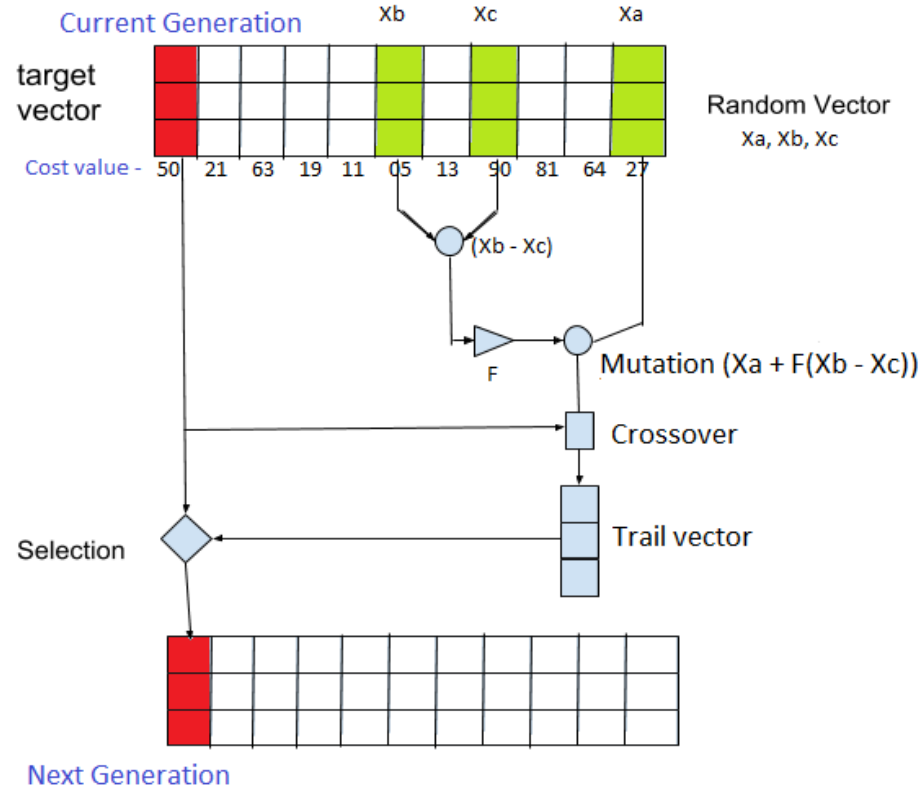 Current Generation
Xb Xc Xa
target
vector
Random Vector
Xa, Xb, Xc
Cost value - 50 21 63 19 11 05 13 90 81 64 27
(Xb - Xc)
F
Mutation (Xa + F(Xb - Xc))
Crossover
Trail vector
Selection
Next Generation